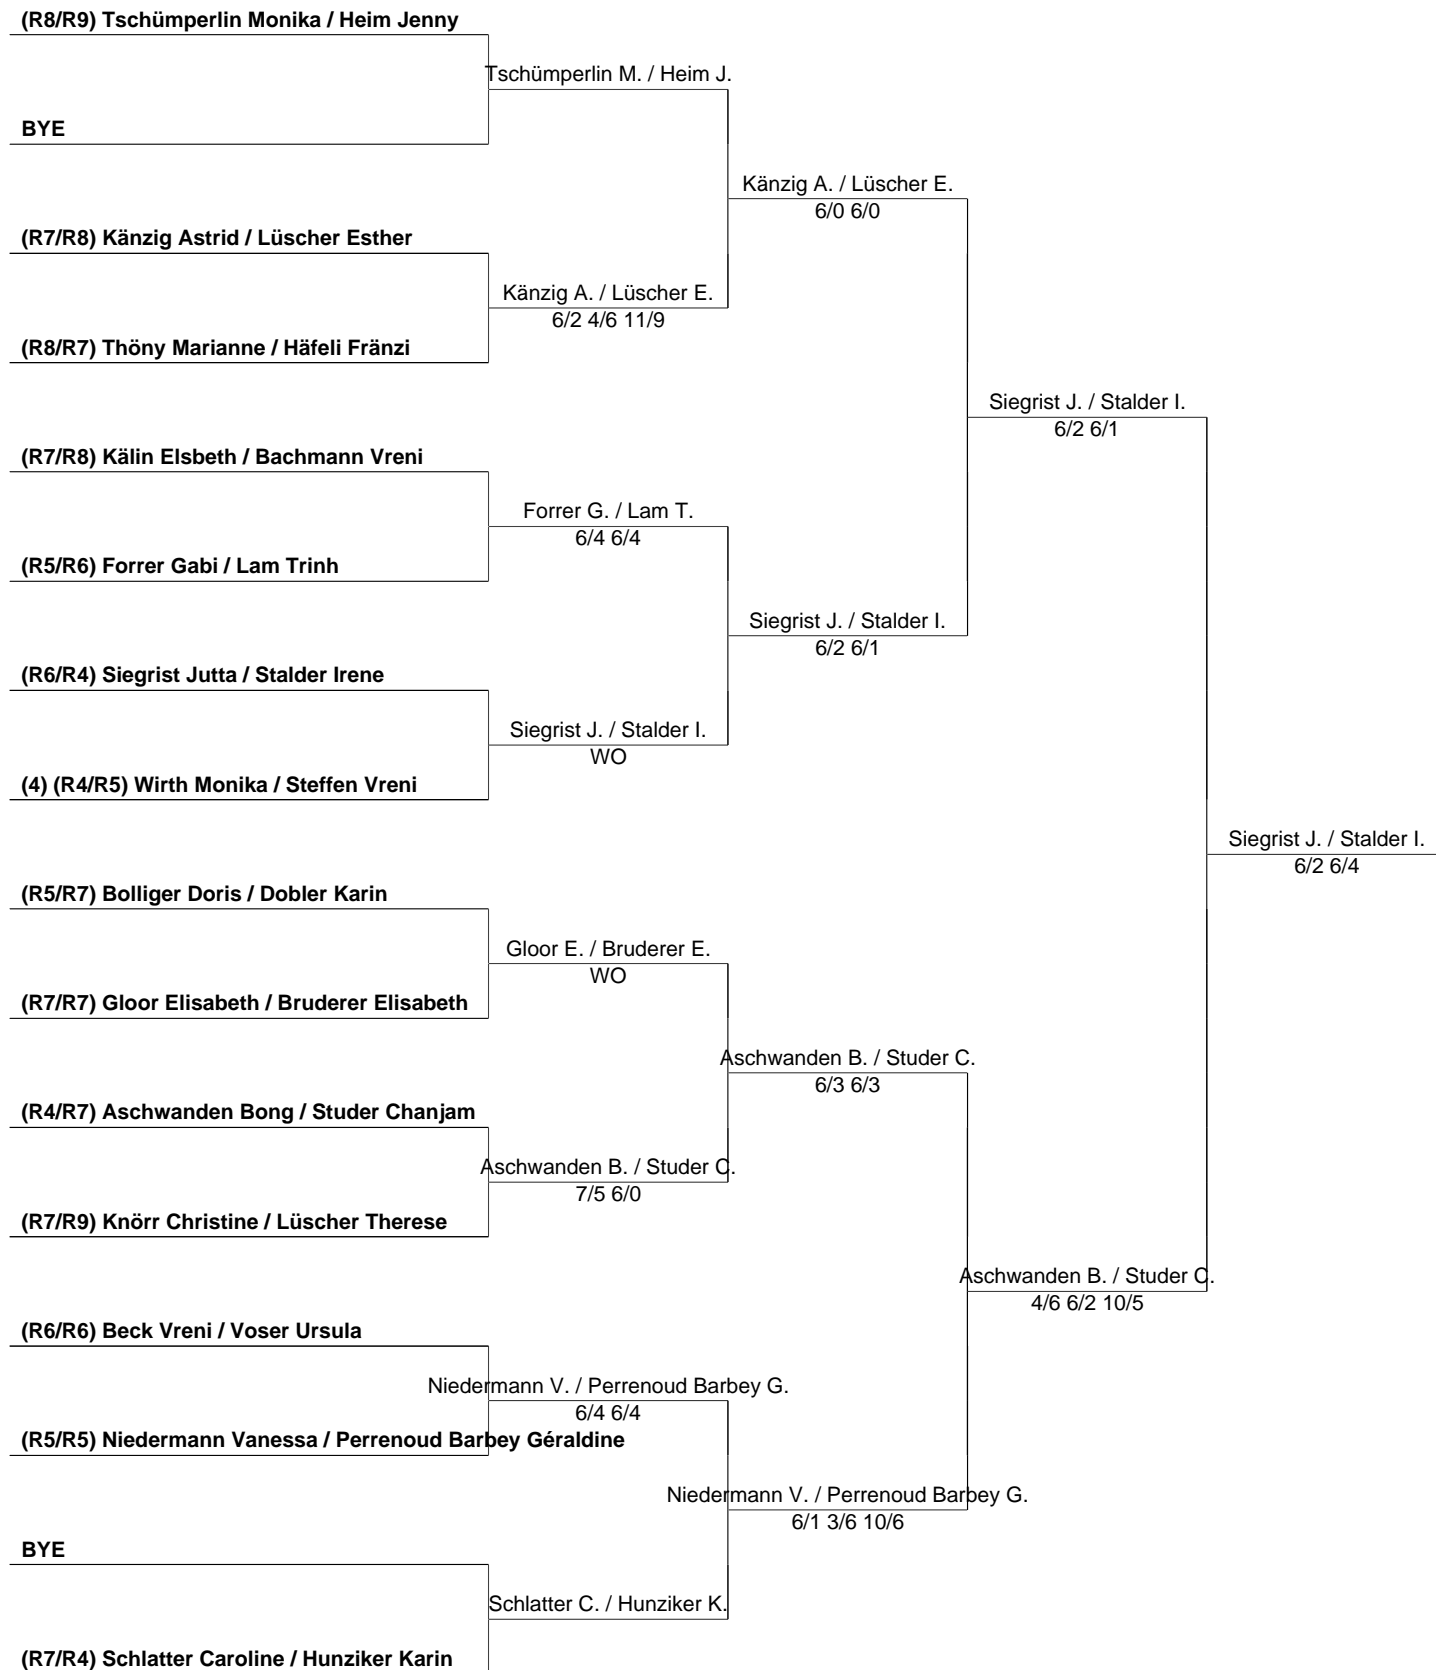 (R8/R9) Tschümperlin Monika / Heim Jenny
Tschümperlin M. / Heim J.
BYE
Känzig A. / Lüscher E.
6/0 6/0
(R7/R8) Känzig Astrid / Lüscher Esther
Känzig A. / Lüscher E.
6/2 4/6 11/9
(R8/R7) Thöny Marianne / Häfeli Fränzi
Siegrist J. / Stalder I.
6/2 6/1
(R7/R8) Kälin Elsbeth / Bachmann Vreni
Forrer G. / Lam T.
6/4 6/4
(R5/R6) Forrer Gabi / Lam Trinh
Siegrist J. / Stalder I.
6/2 6/1
(R6/R4) Siegrist Jutta / Stalder Irene
Siegrist J. / Stalder I.
WO
(4) (R4/R5) Wirth Monika / Steffen Vreni
Siegrist J. / Stalder I.
6/2 6/4
(R5/R7) Bolliger Doris / Dobler Karin
Gloor E. / Bruderer E.
WO
(R7/R7) Gloor Elisabeth / Bruderer Elisabeth
Aschwanden B. / Studer C.
6/3 6/3
(R4/R7) Aschwanden Bong / Studer Chanjam
Aschwanden B. / Studer C.
7/5 6/0
(R7/R9) Knörr Christine / Lüscher Therese
Aschwanden B. / Studer C.
4/6 6/2 10/5
(R6/R6) Beck Vreni / Voser Ursula
Niedermann V. / Perrenoud Barbey G.
6/4 6/4
(R5/R5) Niedermann Vanessa / Perrenoud Barbey Géraldine
Niedermann V. / Perrenoud Barbey G.
6/1 3/6 10/6
BYE
Schlatter C. / Hunziker K.
(R7/R4) Schlatter Caroline / Hunziker Karin